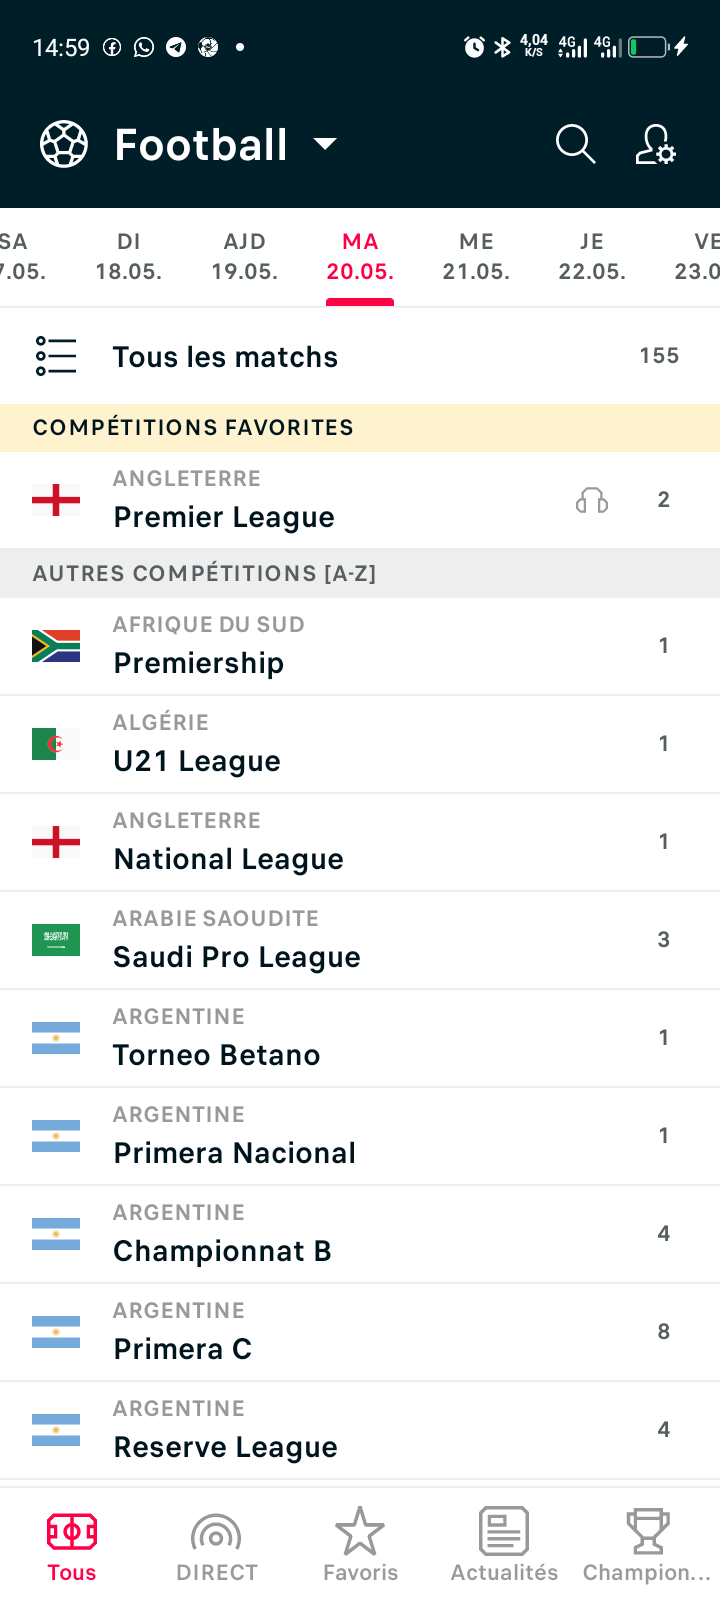 14:59
4,04 K/S 4G 4G
Football
SA DI AJD MA ME JE VE
7.05. 18.05. 19.05. 20.05. 21.05. 22.05. 23.0
Tous les matchs 155
COMPÉTITIONS FAVORITES
ANGLETERRE
Premier League 2
AUTRES COMPÉTITIONS [A-Z]
AFRIQUE DU SUD
Premiership 1
ALGÉRIE
U21 League 1
ANGLETERRE
National League 1
ARABIE SAOUDITE
Saudi Pro League 3
ARGENTINE
Torneo Betano 1
ARGENTINE
Primera Nacional 1
ARGENTINE
Championnat B 4
ARGENTINE
Primera C 8
ARGENTINE
Reserve League 4
Tous DIRECT Favoris Actualités Champion...